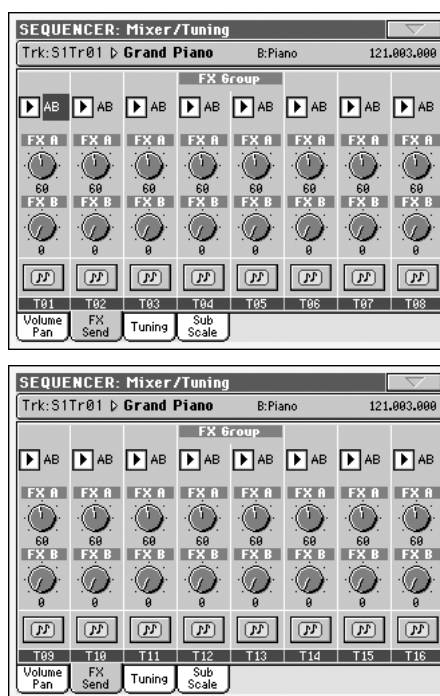 SEQUENCER: Mixer/Tuning
Trk:S1Tr01 Grand Piano B:Piano 121.003.000
FX Group
AB AB AB AB AB AB AB AB
FX A FX A FX A FX A FX A FX A FX A FX A
60 60 60 60 60 60 60 60
FX B FX B FX B FX B FX B FX B FX B FX B
0 0 0 0 0 0 0 0
T01 T02 T03 T04 T05 T06 T07 T08
Volume Pan FX Send Tuning Sub Scale
SEQUENCER: Mixer/Tuning
Trk:S1Tr01 Grand Piano B:Piano 121.003.000
FX Group
AB AB AB AB AB AB AB AB
FX A FX A FX A FX A FX A FX A FX A FX A
60 60 60 60 60 60 60 60
FX B FX B FX B FX B FX B FX B FX B FX B
0 0 0 0 0 0 0 0
T09 T10 T11 T12 T13 T14 T15 T16
Volume Pan FX Send Tuning Sub Scale